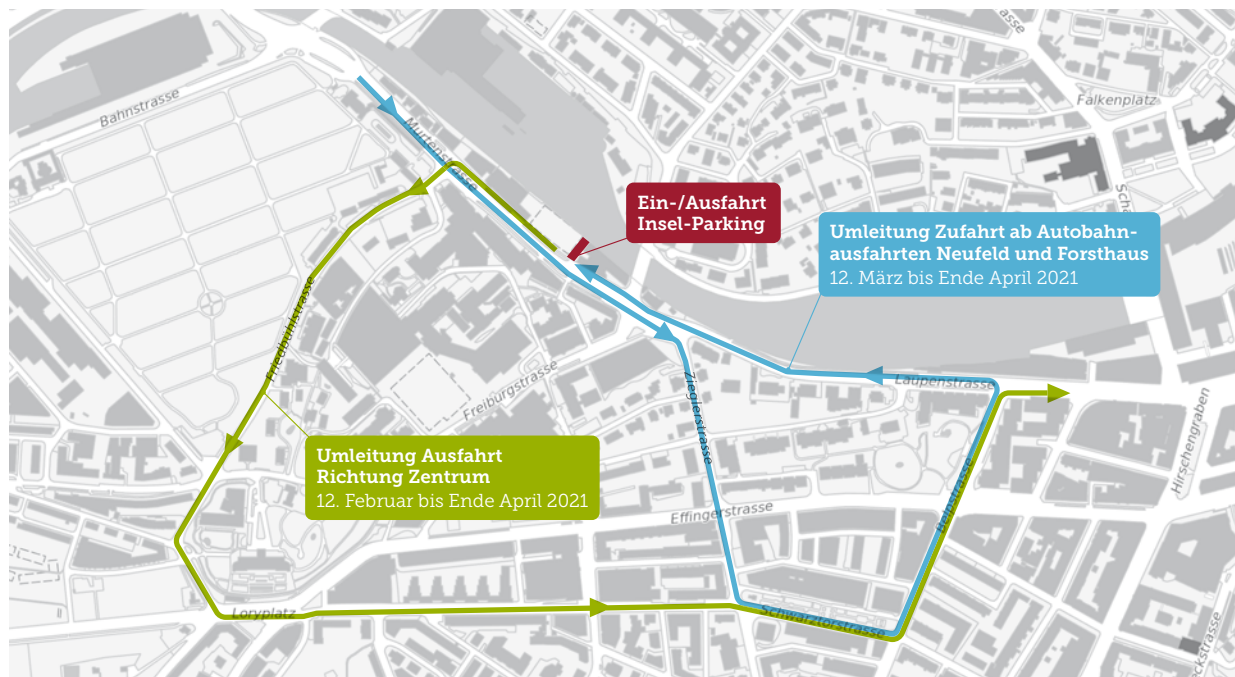 Bahnstrasse
Murtenstrasse
Falkenplatz
Ein-/Ausfahrt
Insel-Parking
Umleitung Zufahrt ab Autobahn-
ausfahrten Neufeld und Forsthaus
12. März bis Ende April 2021
Friedbühlstrasse
Freiburgstrasse
Zieglerstrasse
Laupenstrasse
Hirschengraben
Umleitung Ausfahrt
Richtung Zentrum
12. Februar bis Ende April 2021
Effingerstrasse
Belpstrasse
Loryplatz
Schwarztorstrasse